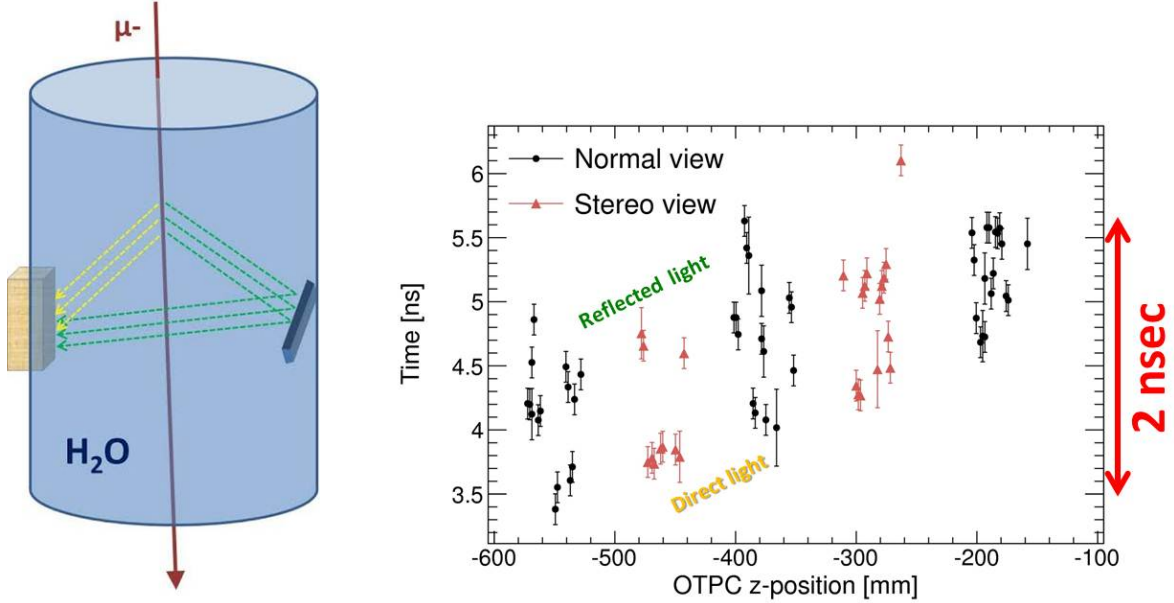 μ-
H₂O
Normal view
Stereo view
Reflected light
Direct light
Time [ns]
6
5.5
5
4.5
4
3.5
-600
-500
-400
-300
-200
-100
OTPC z-position [mm]
2 nsec